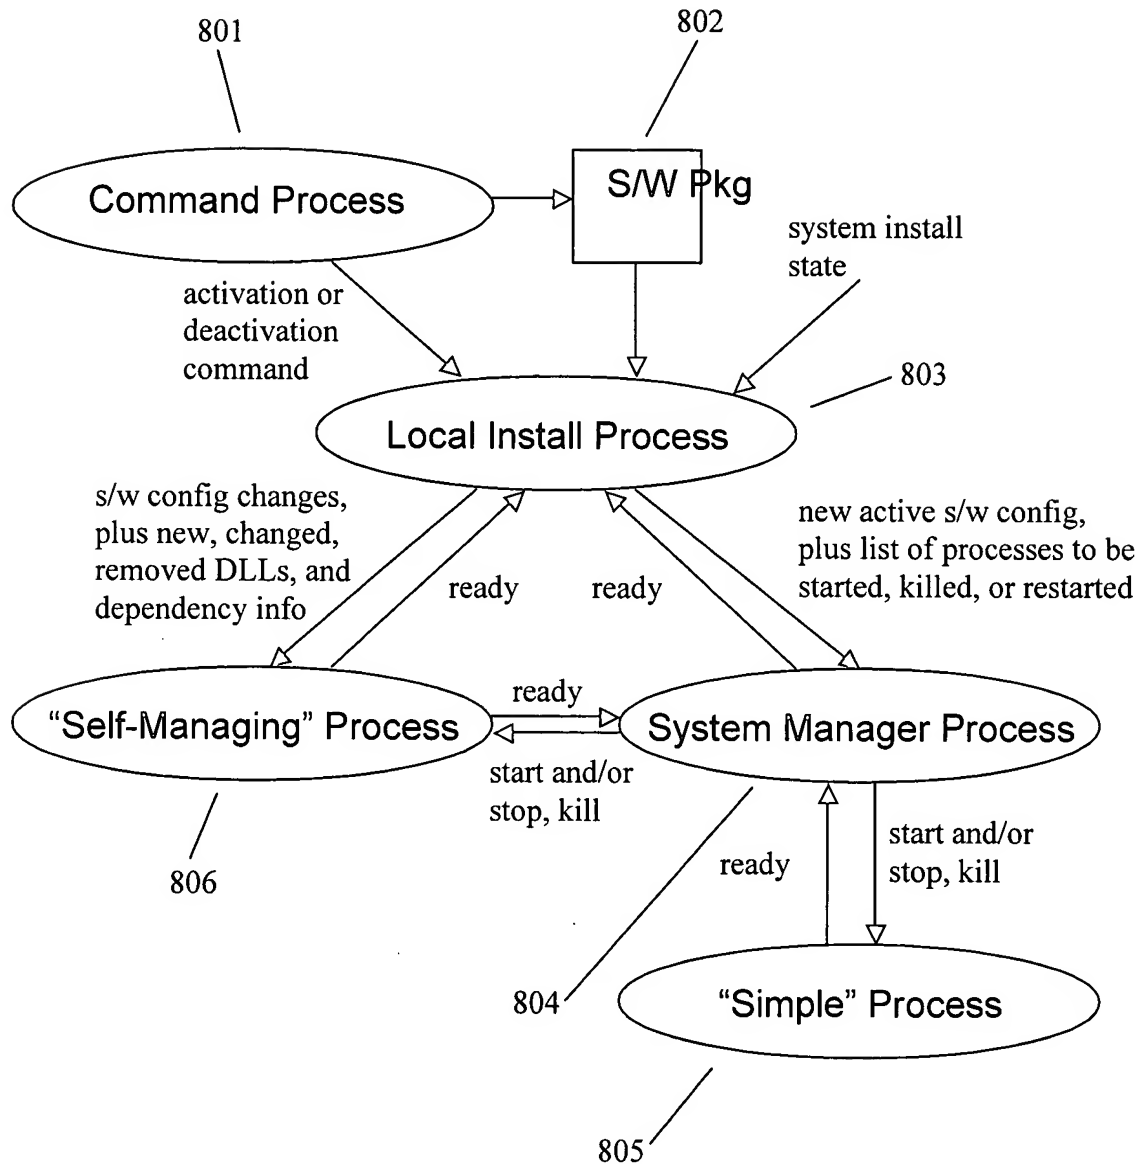 801
802
Command Process
S/W Pkg
system install
state
activation or
deactivation
command
803
Local Install Process
s/w config changes,
plus new, changed,
removed DLLs, and
dependency info
ready
ready
new active s/w config,
plus list of processes to be
started, killed, or restarted
“Self-Managing” Process
ready
System Manager Process
start and/or
stop, kill
806
ready
start and/or
stop, kill
804
“Simple” Process
805